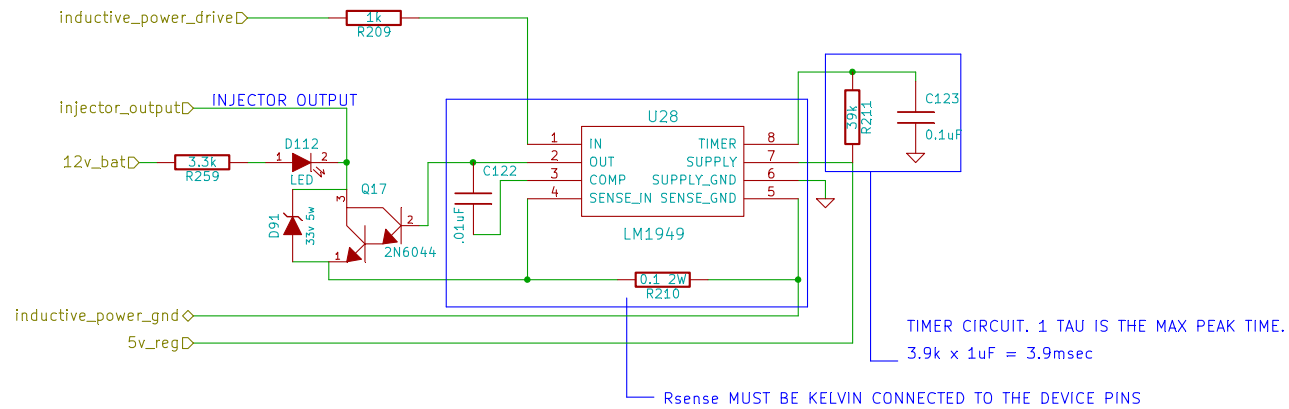 inductive_power_drive
1k
R209
injector_output
INJECTOR OUTPUT
12v_bat
3.3k
R259
D112
1
2
LED
Q17
3
2
1
2N6044
D91
33v 5w
C122
.01uF
U28
1
IN
TIMER
8
2
OUT
SUPPLY
7
3
COMP
SUPPLY_GND
6
4
SENSE_IN
SENSE_GND
5
LM1949
39k
R211
C123
0.1uF
0.1 2W
R210
inductive_power_gnd
5v_reg
TIMER CIRCUIT. 1 TAU IS THE MAX PEAK TIME.
3.9k x 1uF = 3.9msec
Rsense MUST BE KELVIN CONNECTED TO THE DEVICE PINS